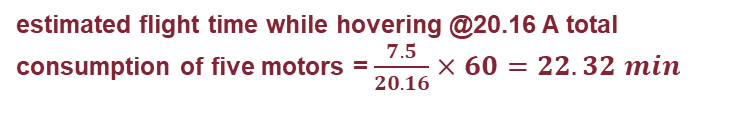 estimated flight time while hovering @20.16 A total
consumption of five motors = 7.5/20.16 × 60 = 22.32 min